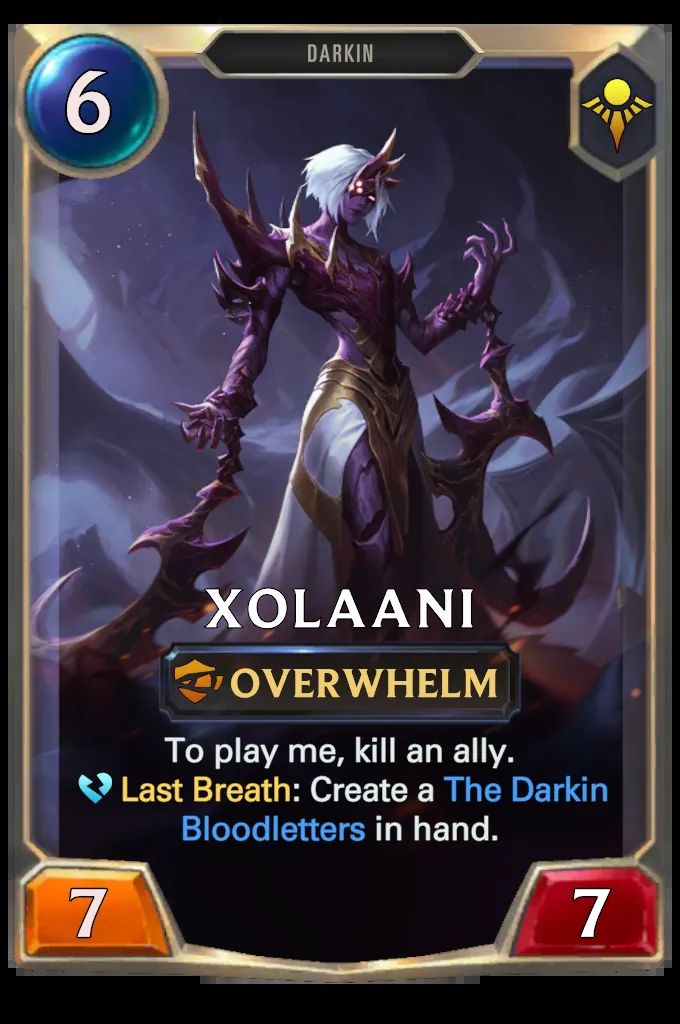 DARKIN
6
XOLAANI
OVERWHELM
To play me, kill an ally.
Last Breath: Create a The Darkin
Bloodletters in hand.
7
7